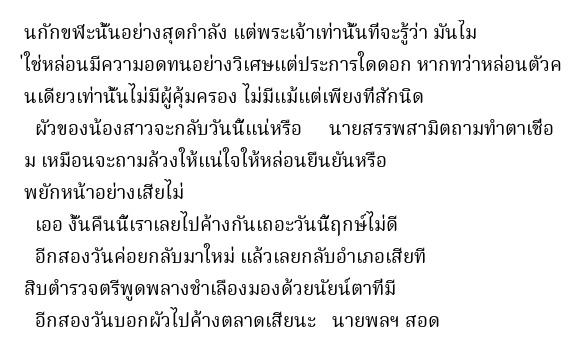 นกักขฬะนั้นอย่างสุดกำลัง แต่พระเจ้าเท่านั้นที่จะรู้ว่า มันไม
่ใช่หล่อนมีความอดทนอย่างวิเศษแต่ประการใดดอก หากทว่าหล่อนตัวค
นเดียวเท่านั้นไม่มีผู้คุ้มครอง ไม่มีแม้แต่เพียงทีสักนิด
ผัวของน้องสาวจะกลับวันนี้แน่หรือ นายสรรพสามิตถามทำตาเชื่อ
ม เหมือนจะถามล้วงให้แน่ใจให้หล่อนยืนยันหรือ
พยักหน้าอย่างเสียไม่
เออ งั้นคืนนี้เราเลยไปค้างกันเถอะวันนี้ฤกษ์ไม่ดี
อีกสองวันค่อยกลับมาใหม่ แล้วเลยกลับอำเภอเสียที
สิบตำรวจตรีพูดพลางชำเลืองมองด้วยนัยน์ตาที่มี
อีกสองวันบอกผัวไปค้างตลาดเสียนะ นายพลฯ สอด